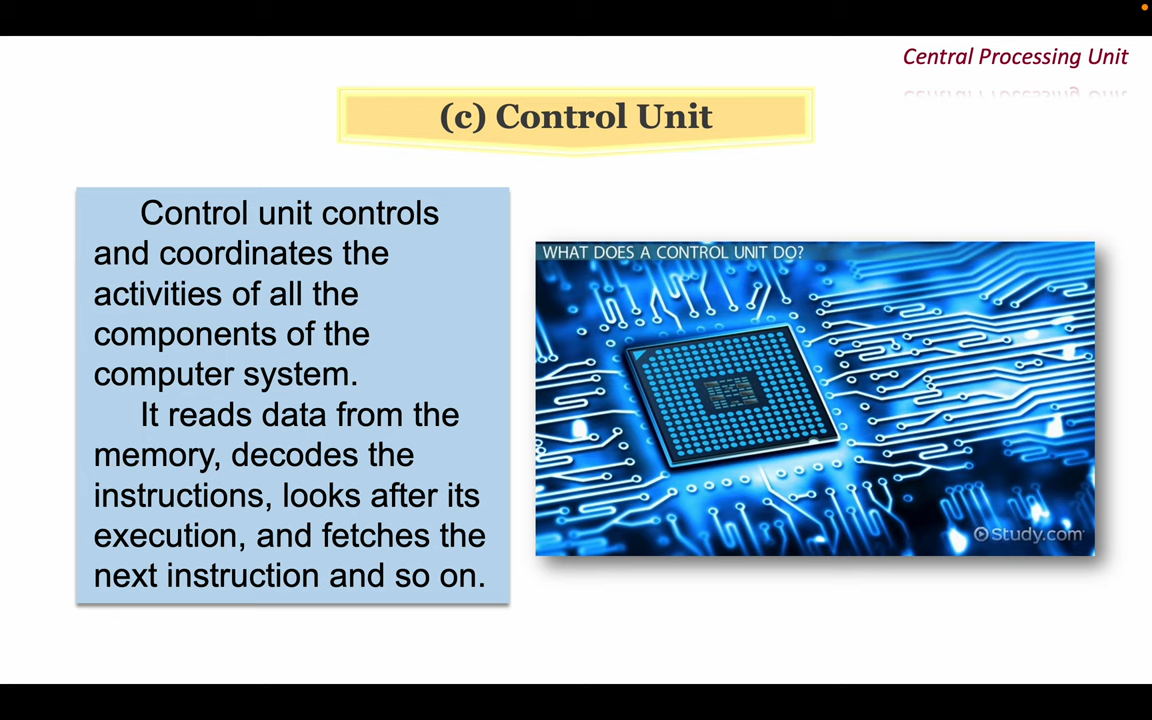 Central Processing Unit
(c) Control Unit
Control unit controls
and coordinates the
activities of all the
components of the
computer system.
It reads data from the
memory, decodes the
instructions, looks after its
execution, and fetches the
next instruction and so on.
WHAT DOES A CONTROL UNIT DO?
Study.com